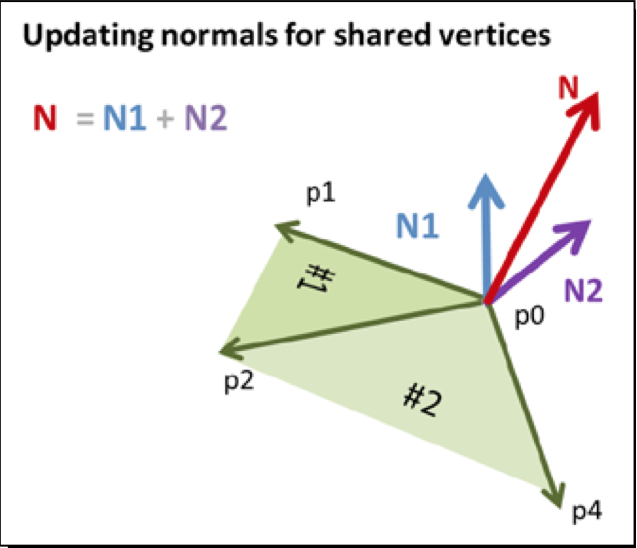 Updating normals for shared vertices
N = N1 + N2
N
p1
N1
#1
N2
p0
p2
#2
p4